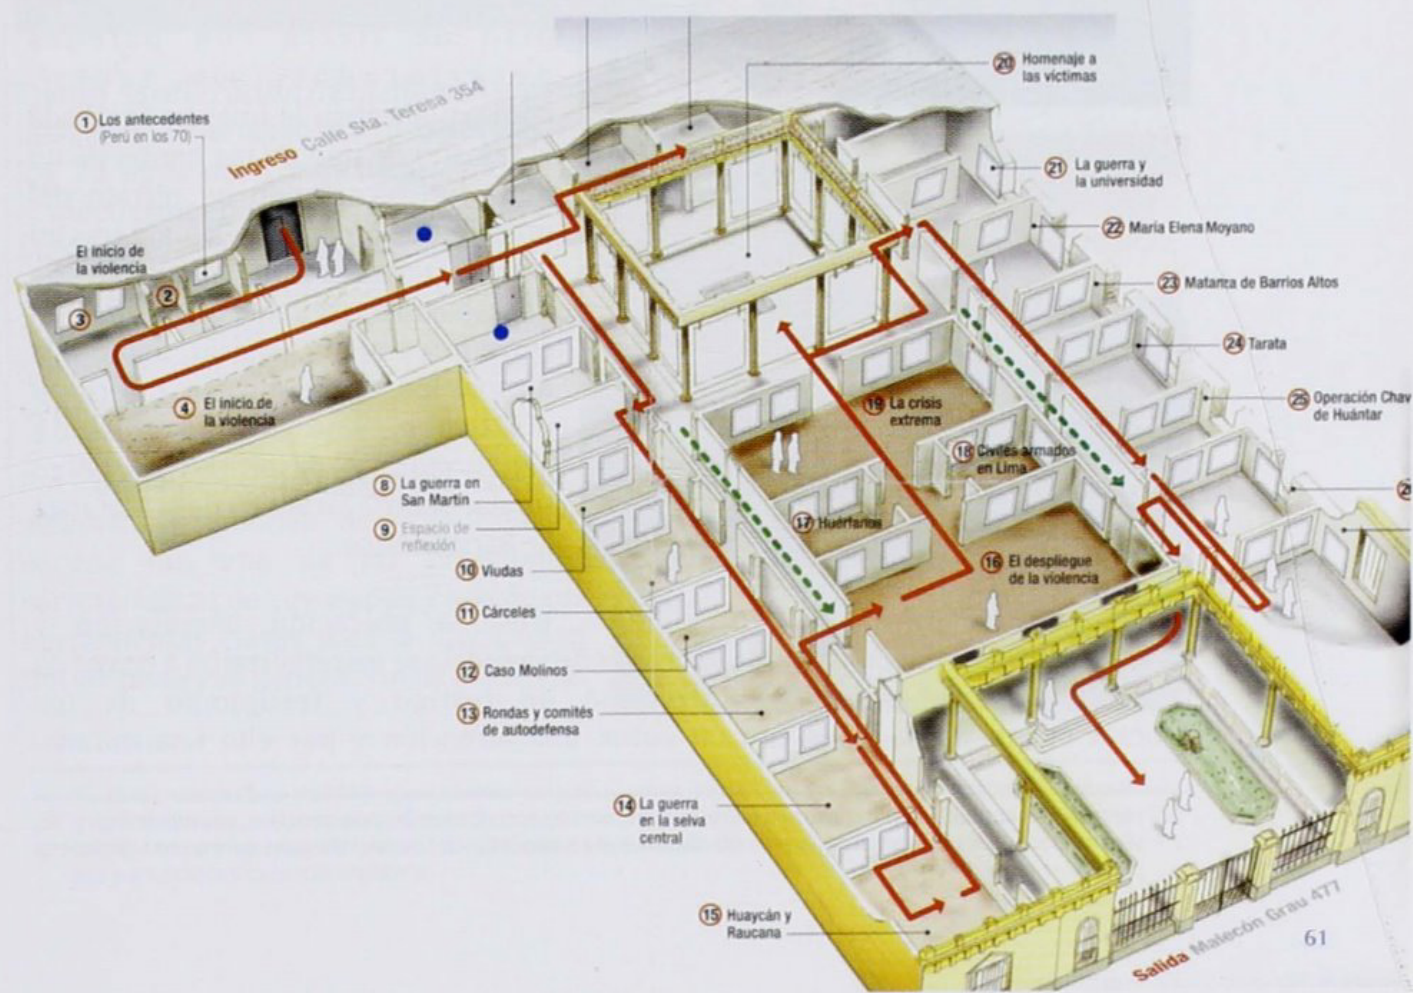 1 Los antecedentes
(Perú en los 70)
Ingreso Calle Sta. Teresa 354
El inicio de
la violencia
2
3
4 El inicio de
la violencia
8 La guerra en
San Martín
9 Espacio de
reflexión
10 Viudas
11 Cárceles
12 Caso Molinos
13 Rondas y comités
de autodefensa
14 La guerra
en la selva
central
15 Huaycán y
Raucana
16 El despliegue
de la violencia
17 Huérfanos
18 Civiles armados
en Lima
19 La crisis
extrema
20 Homenaje a
las víctimas
21 La guerra y
la universidad
22 María Elena Moyano
23 Matanza de Barrios Altos
24 Tarata
25 Operación Chav
de Huántar
Salida Malecón Grau 477
61